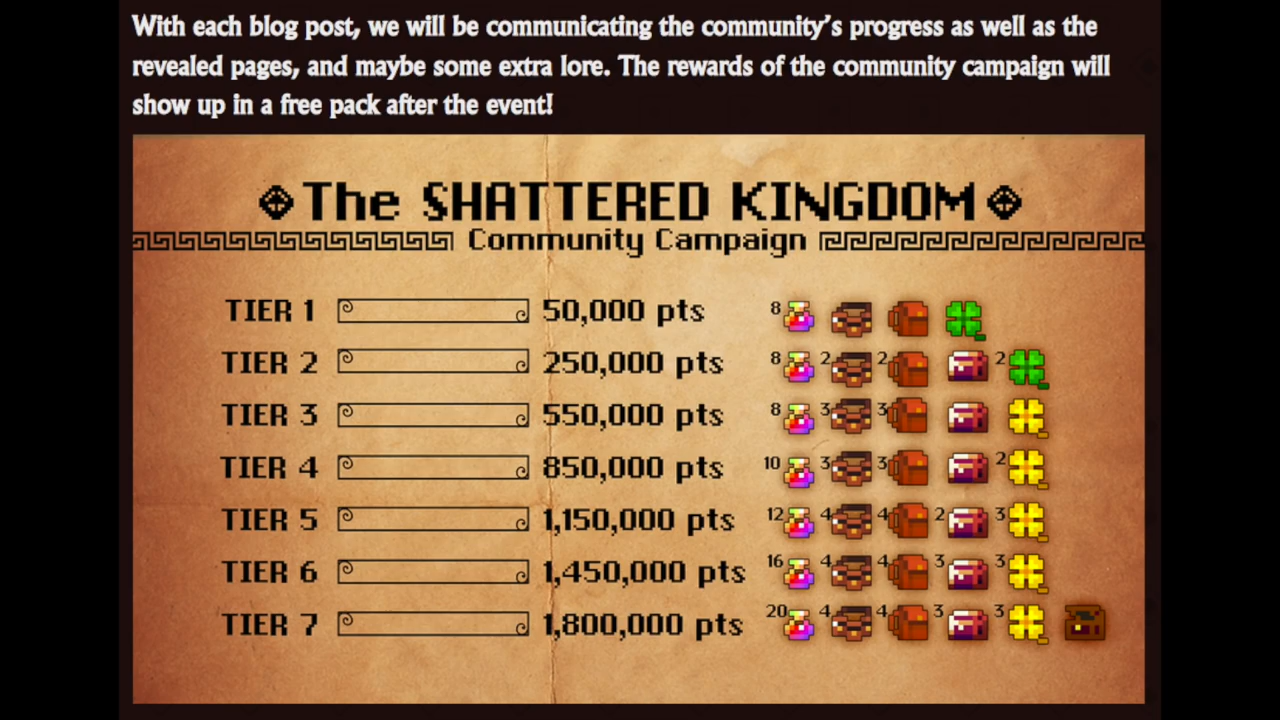 With each blog post, we will be communicating the community's progress as well as the
revealed pages, and maybe some extra lore. The rewards of the community campaign will
show up in a free pack after the event!
The SHATTERED KINGDOM
Community Campaign
TIER 1 50,000 pts 8
TIER 2 250,000 pts 8 2 2 2
TIER 3 550,000 pts 8 3 3
TIER 4 850,000 pts 10 3 3 2
TIER 5 1,150,000 pts 12 4 4 2 3
TIER 6 1,450,000 pts 16 4 4 3 3
TIER 7 1,800,000 pts 20 4 4 3 3